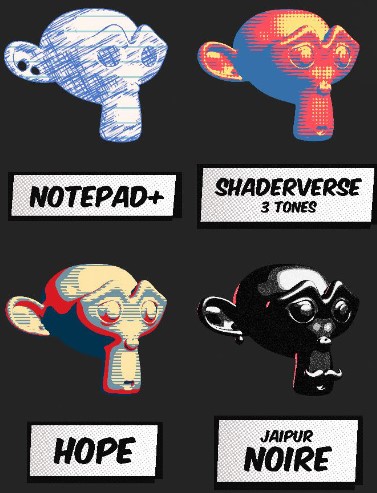 NOTEPAD+
SHADERVERSE
3 TONES
HOPE
JAIPUR
NOIRE